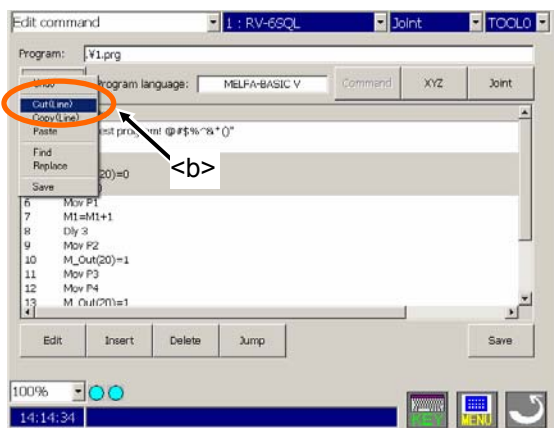 Edit command 1 : RV-6SQL Joint TOOL0
Program: .¥1.prg
Undo Program language: MELFA-BASIC V Command XYZ Joint
Cut(Line)
Copy(Line)
Paste est program! @#$%^&*()"
Find
Replace 20)=0
<b>
Save
6 Mov P1
7 M1=M1+1
8 Dly 3
9 Mov P2
10 M_Out(20)=1
11 Mov P3
12 Mov P4
13 M_Out(20)=1
Edit Insert Delete Jump Save
100%
KEY MENU
14:14:34